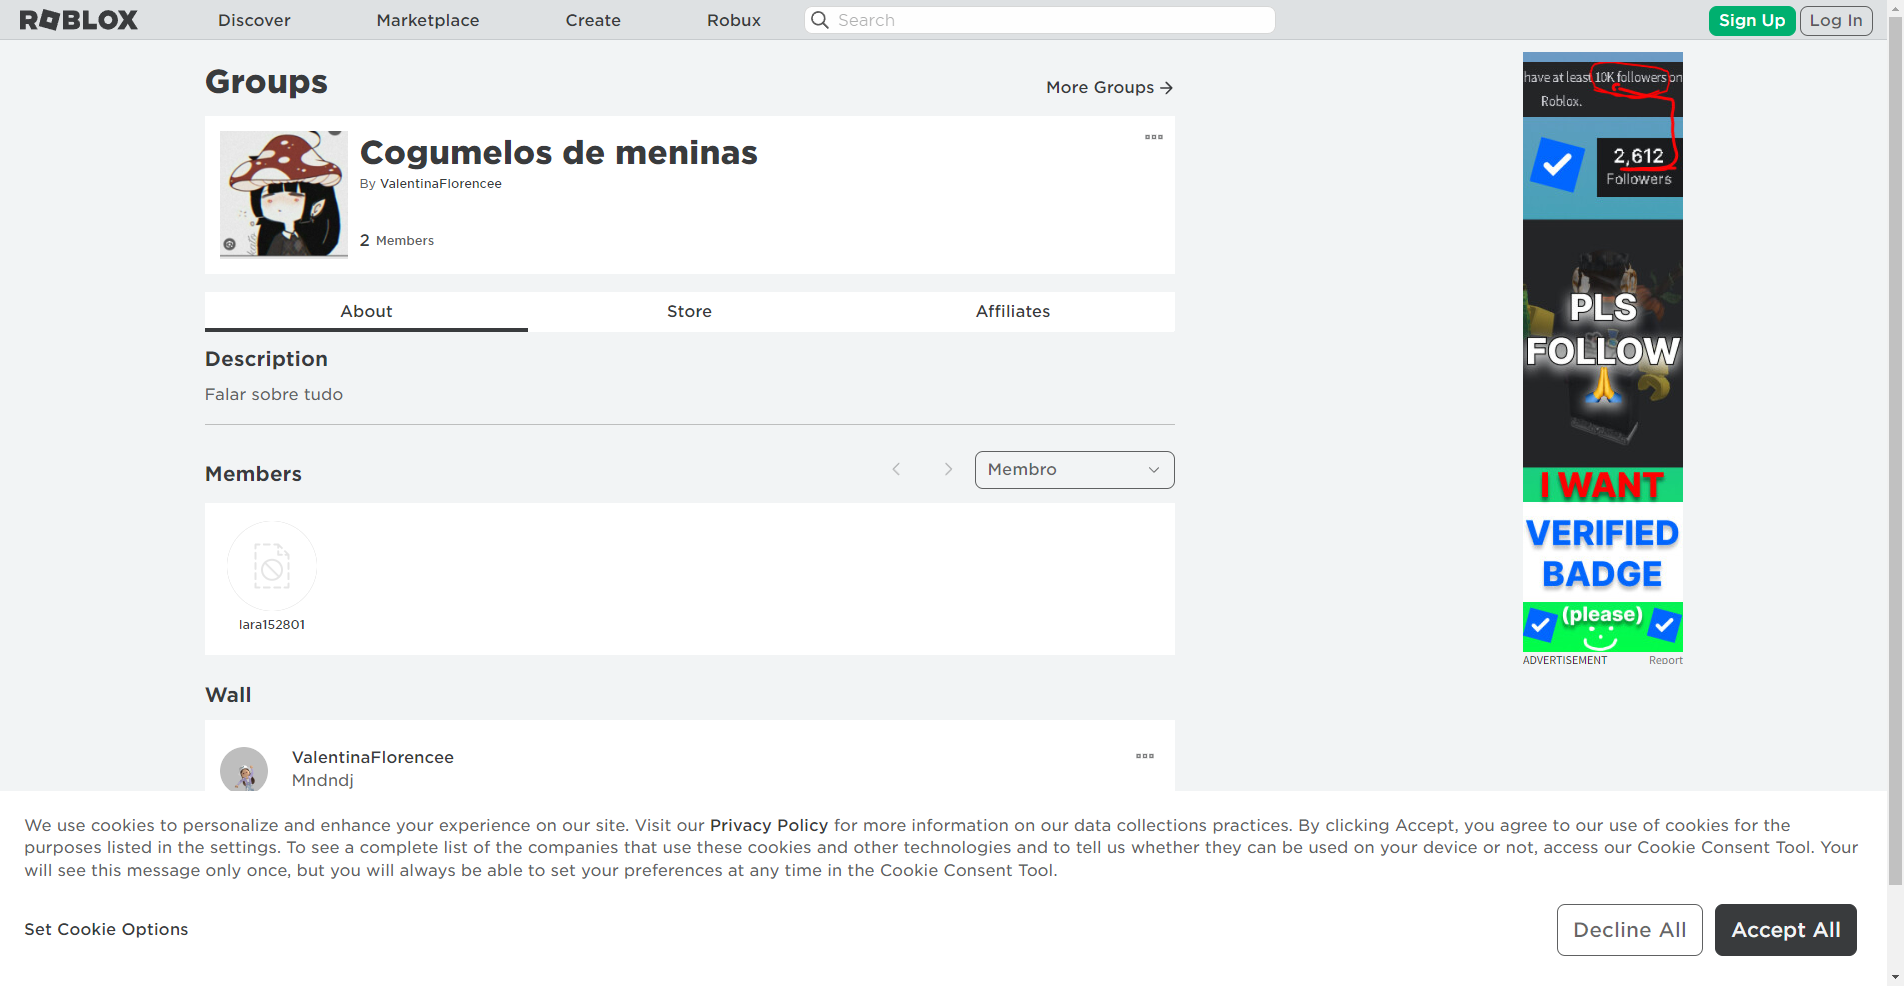 ROBLOX
Discover
Marketplace
Create
Robux
Search
Sign Up
Log In
Groups
More Groups
Cogumelos de meninas
By ValentinaFlorencee
2 Members
About
Store
Affiliates
Description
Falar sobre tudo
Members
Membro
lara152801
Wall
ValentinaFlorencee
Mndndj
have at least 10K followers on
Roblox.
2,612
Followers
PLS
FOLLOW
I WANT
VERIFIED
BADGE
(please)
ADVERTISEMENT
Report
We use cookies to personalize and enhance your experience on our site. Visit our Privacy Policy for more information on our data collections practices. By clicking Accept, you agree to our use of cookies for the
purposes listed in the settings. To see a complete list of the companies that use these cookies and other technologies and to tell us whether they can be used on your device or not, access our Cookie Consent Tool. Your
will see this message only once, but you will always be able to set your preferences at any time in the Cookie Consent Tool.
Set Cookie Options
Decline All
Accept All